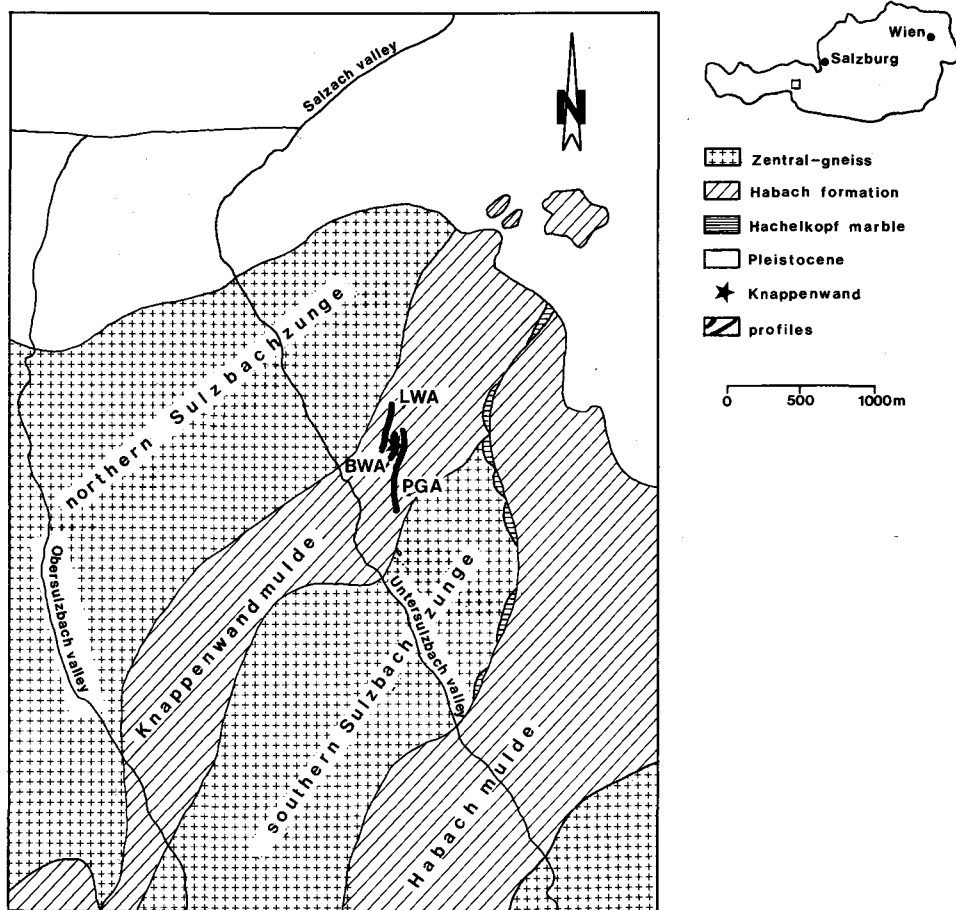 Salzach valley
N
northern Sulzbachzunge
LWA
BWA
PGA
Obersulzbach valley
Knappenwandmulde
Untersulzbach valley
southern Sulzbachzunge
Habachmulde
Wien
Salzburg
Zentral-gneiss
Habach formation
Hachelkopf marble
Pleistocene
Knappenwand
profiles
0 500 1000m